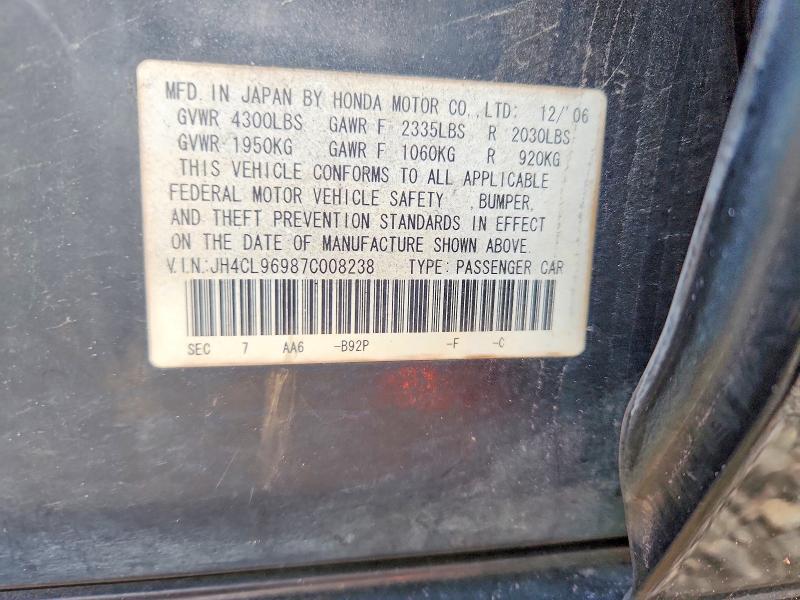 MFD. IN JAPAN BY HONDA MOTOR CO., LTD: 12/'06
GVWR 4300LBS GAWR F 2335LBS R 2030LBS
GVWR 1950KG GAWR F 1060KG R 920KG
THIS VEHICLE CONFORMS TO ALL APPLICABLE
FEDERAL MOTOR VEHICLE SAFETY ,BUMPER,
AND THEFT PREVENTION STANDARDS IN EFFECT
ON THE DATE OF MANUFACTURE SHOWN ABOVE.
V.I.N:JH4CL96987C008238 TYPE: PASSENGER CAR
SEC 7 AA6 -B92P -F -C